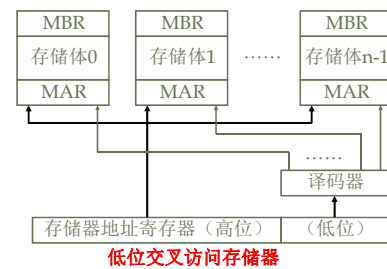 MBR MBR MBR
存储体0 存储体1 …… 存储体n-1
MAR MAR MAR
……
译码器
存储器地址寄存器（高位） （低位）
低位交叉访问存储器